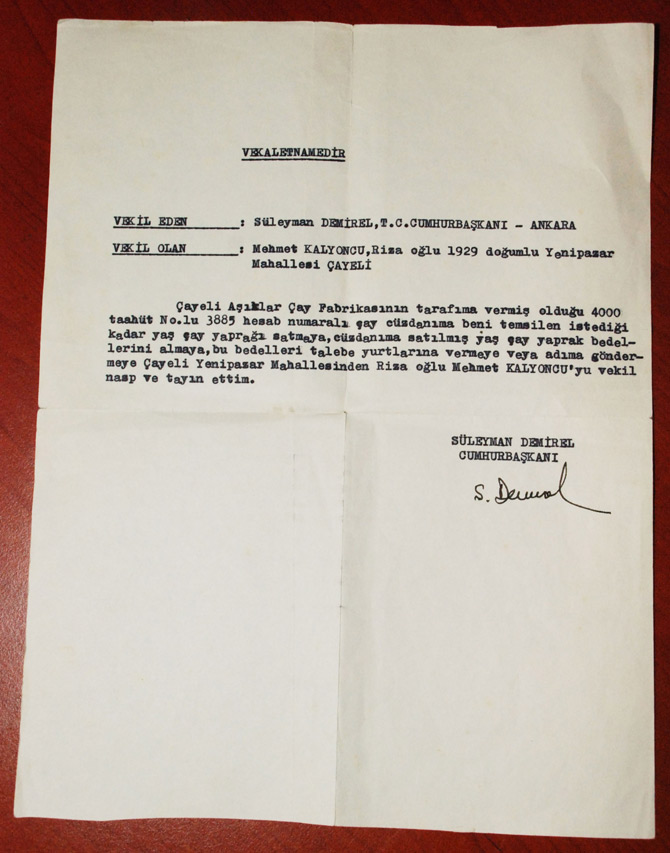 VEKALETNAMEDİR
VEKİL EDEN : Süleyman DEMİREL,T.C.CUMHURBAŞKANI - ANKARA
VEKİL OLAN : Mehmet KALYONCU,Rıza oğlu 1929 doğumlu Yenipazar
Mahallesi ÇAYELİ
Çayeli Aşıklar Çay Fabrikasının tarafıma vermiş olduğu 4000
taahüt No.lu 3885 hesab numaralı çay cüzdanıma beni temsilen istediği
kadar yaş çay yaprağı satmaya,cüzdanıma satılmış yaş çay yaprak bedel-
lerini almaya,bu bedelleri talebe yurtlarına vermeye veya adıma gönder-
meye Çayeli Yenipazar Mahallesinden Rıza oğlu Mehmet KALYONCU'yu vekil
nasp ve tayin ettim.
SÜLEYMAN DEMİREL
CUMHURBAŞKANI
S. Demirel